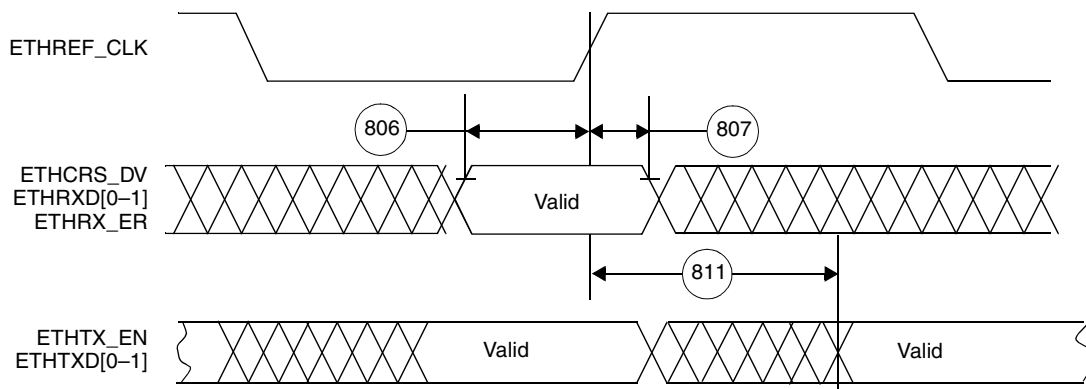 ETHREF_CLK
806
807
ETHCRS_DV
ETHRXD[0–1]
ETHRX_ER
Valid
811
ETHTX_EN
ETHTXD[0–1]
Valid
Valid